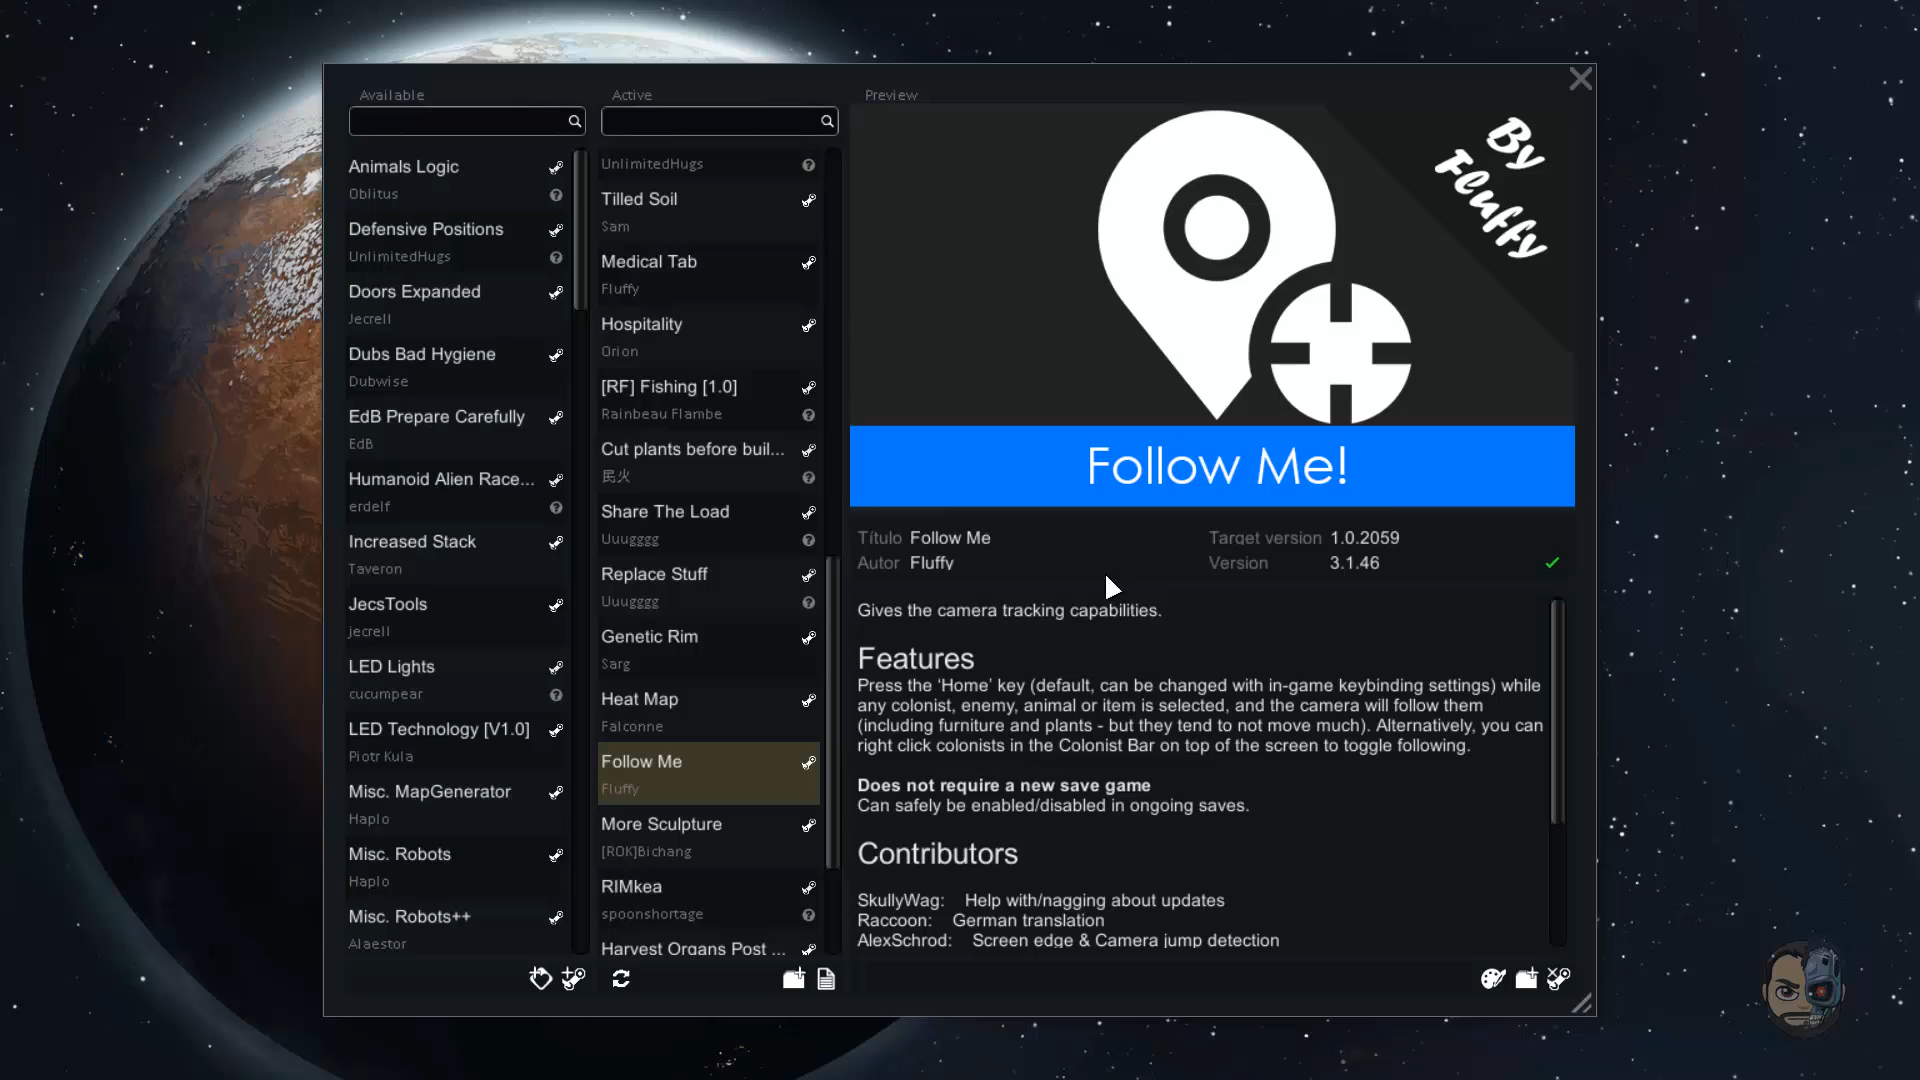 Available
Animals Logic
Oblitus
Defensive Positions
UnlimitedHugs
Doors Expanded
Jecrell
Dubs Bad Hygiene
Dubwise
EdB Prepare Carefully
EdB
Humanoid Alien Race...
erdelf
Increased Stack
Taveron
JecsTools
jecrell
LED Lights
cucumpear
LED Technology [V1.0]
Piotr Kula
Misc. MapGenerator
Haplo
Misc. Robots
Haplo
Misc. Robots++
Alaestor
Active
UnlimitedHugs
Tilled Soil
Sam
Medical Tab
Fluffy
Hospitality
Orion
[RF] Fishing [1.0]
Rainbeau Flambe
Cut plants before buil...
民火
Share The Load
Uuugggg
Replace Stuff
Uuugggg
Genetic Rim
Sarg
Heat Map
Falconne
Follow Me
Fluffy
More Sculpture
[ROK]Bichang
RIMkea
spoonshortage
Harvest Organs Post ...
Preview
By
Fluffy
Follow Me!
Título Follow Me
Target version 1.0.2059
Autor Fluffy
Version 3.1.46
Gives the camera tracking capabilities.
Features
Press the ‘Home’ key (default, can be changed with in-game keybinding settings) while
any colonist, enemy, animal or item is selected, and the camera will follow them
(including furniture and plants - but they tend to not move much). Alternatively, you can
right click colonists in the Colonist Bar on top of the screen to toggle following.
Does not require a new save game
Can safely be enabled/disabled in ongoing saves.
Contributors
SkullyWag: Help with/nagging about updates
Raccoon: German translation
AlexSchrod: Screen edge & Camera jump detection